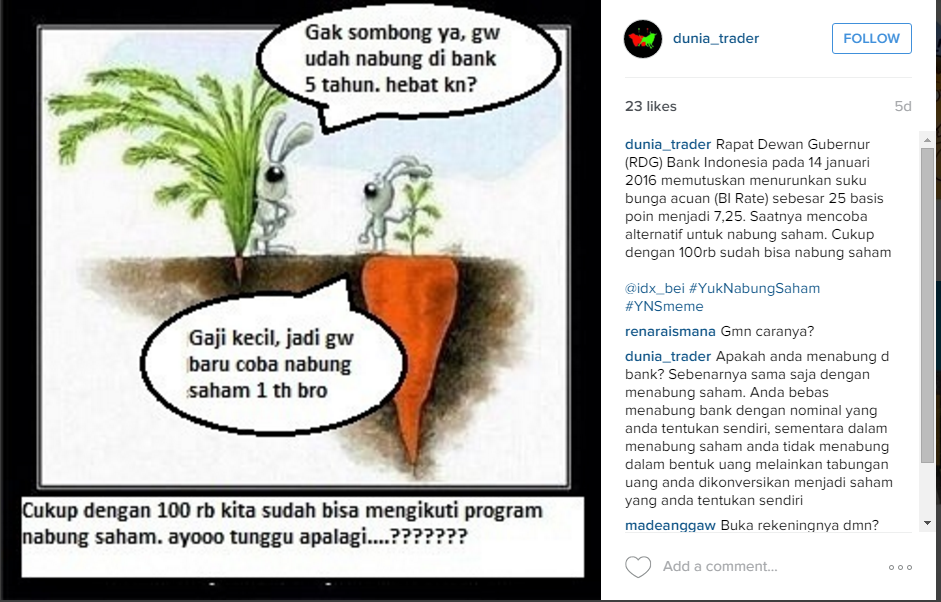 Gak sombong ya, gw
udah nabung di bank
5 tahun. hebat kn?
Gaji kecil, jadi gw
baru coba nabung
saham 1 th bro
Cukup dengan 100 rb kita sudah bisa mengikuti program
nabung saham. ayooo tunggu apalagi....???????
dunia_trader
FOLLOW
23 likes
5d
dunia_trader Rapat Dewan Gubernur
(RDG) Bank Indonesia pada 14 januari
2016 memutuskan menurunkan suku
bunga acuan (BI Rate) sebesar 25 basis
poin menjadi 7,25. Saatnya mencoba
alternatif untuk nabung saham. Cukup
dengan 100rb sudah bisa nabung saham
@idx_bei #YukNabungSaham
#YNSmeme
renaraismana Gmn caranya?
dunia_trader Apakah anda menabung d
bank? Sebenarnya sama saja dengan
menabung saham. Anda bebas
menabung bank dengan nominal yang
anda tentukan sendiri, sementara dalam
menabung saham anda tidak menabung
dalam bentuk uang melainkan tabungan
uang anda dikonversikan menjadi saham
yang anda tentukan sendiri
madeanggaw Buka rekeningnya dmn?
Add a comment...